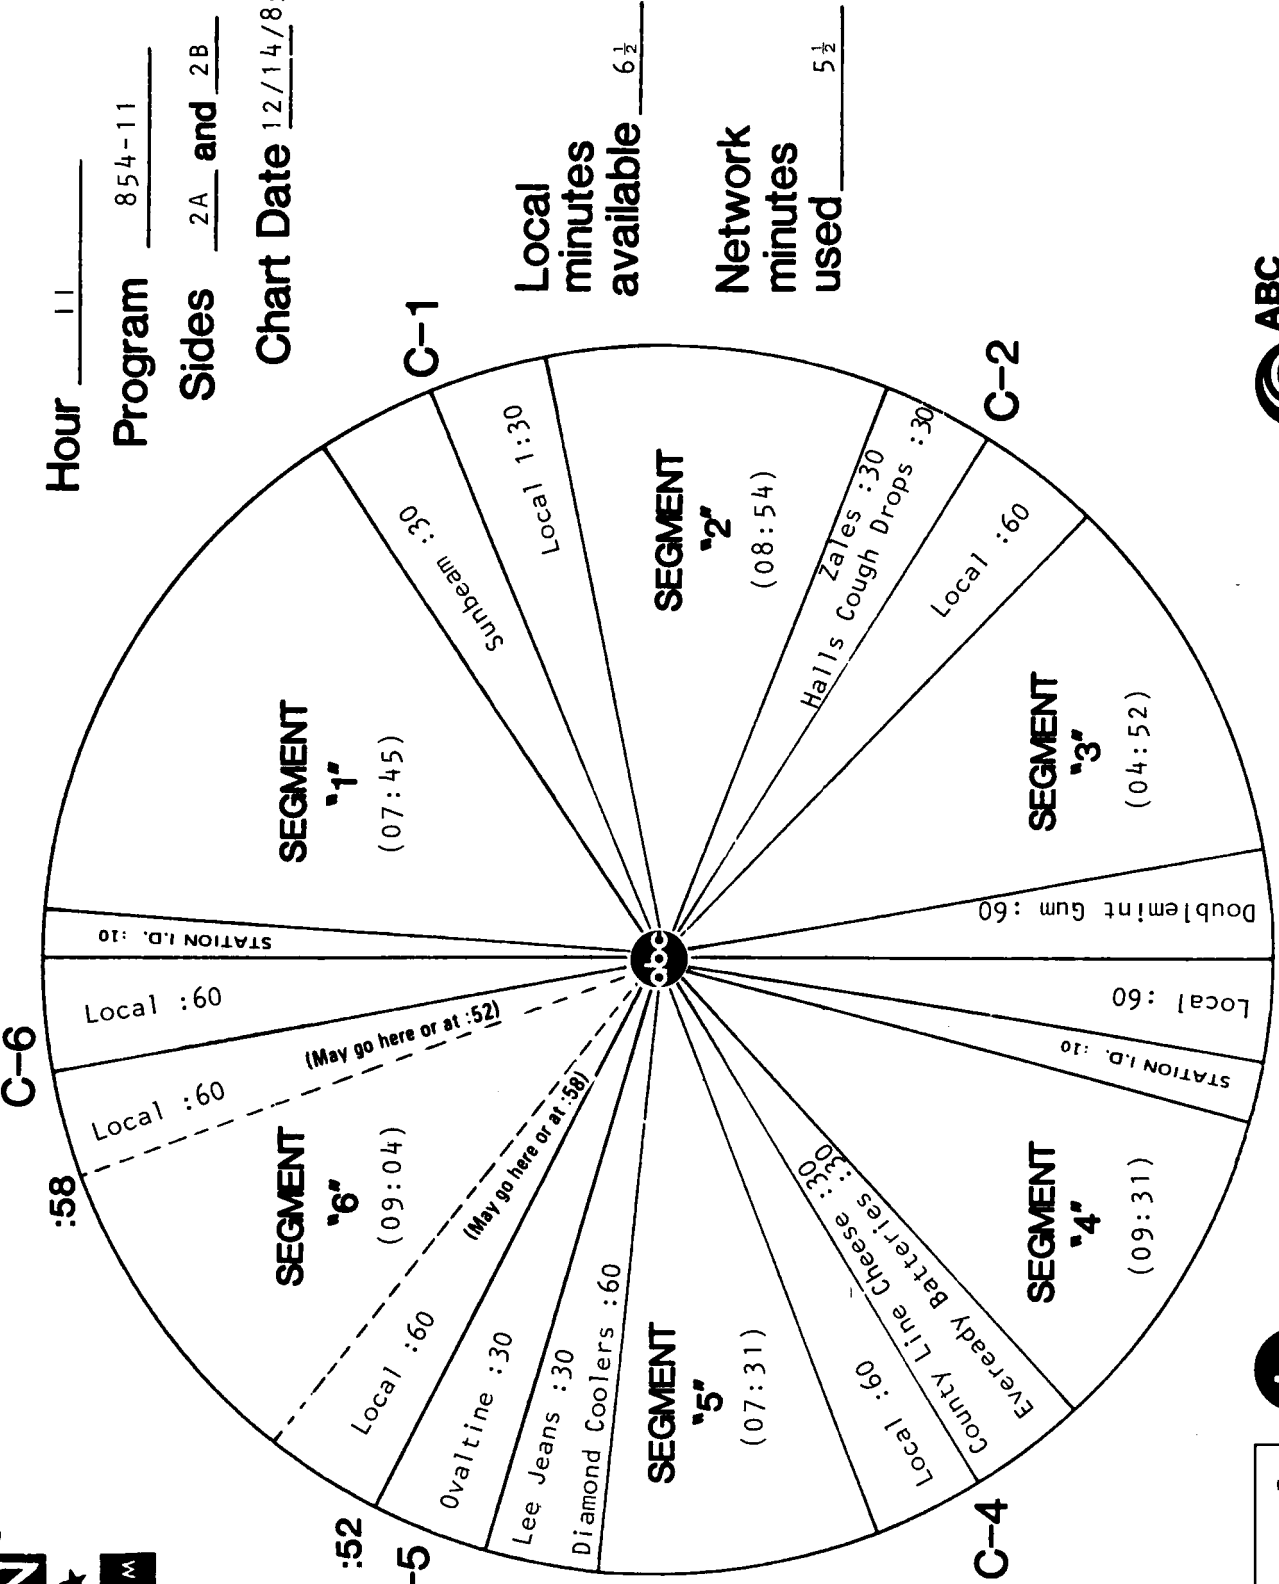 Hour 11
Program 854-11
Sides 2A and 2B
Chart Date 12/14/8
Local
minutes
available 6½
Network
minutes
used 5½
STATION I.D. :10
SEGMENT
"1"
(07:45)
Sunbeam :30
C-1
Local 1:30
SEGMENT
"2"
(08:54)
Zales :30
Halls Cough Drops :30
C-2
Local :60
SEGMENT
"3"
(04:52)
Doublemint Gum :60
Local :60
STATION I.D. :10
SEGMENT
"4"
(09:31)
Eveready Batteries :30
County Line Cheese :30
C-4
Local :60
SEGMENT
"5"
(07:31)
Diamond Coolers :60
Lee Jeans :30
Ovaltine :30
-5
:52
Local :60
(May go here or at :58)
SEGMENT
"6"
(09:04)
:58
(May go here or at :52)
Local :60
C-6
Local :60
abc
ABC
N
W